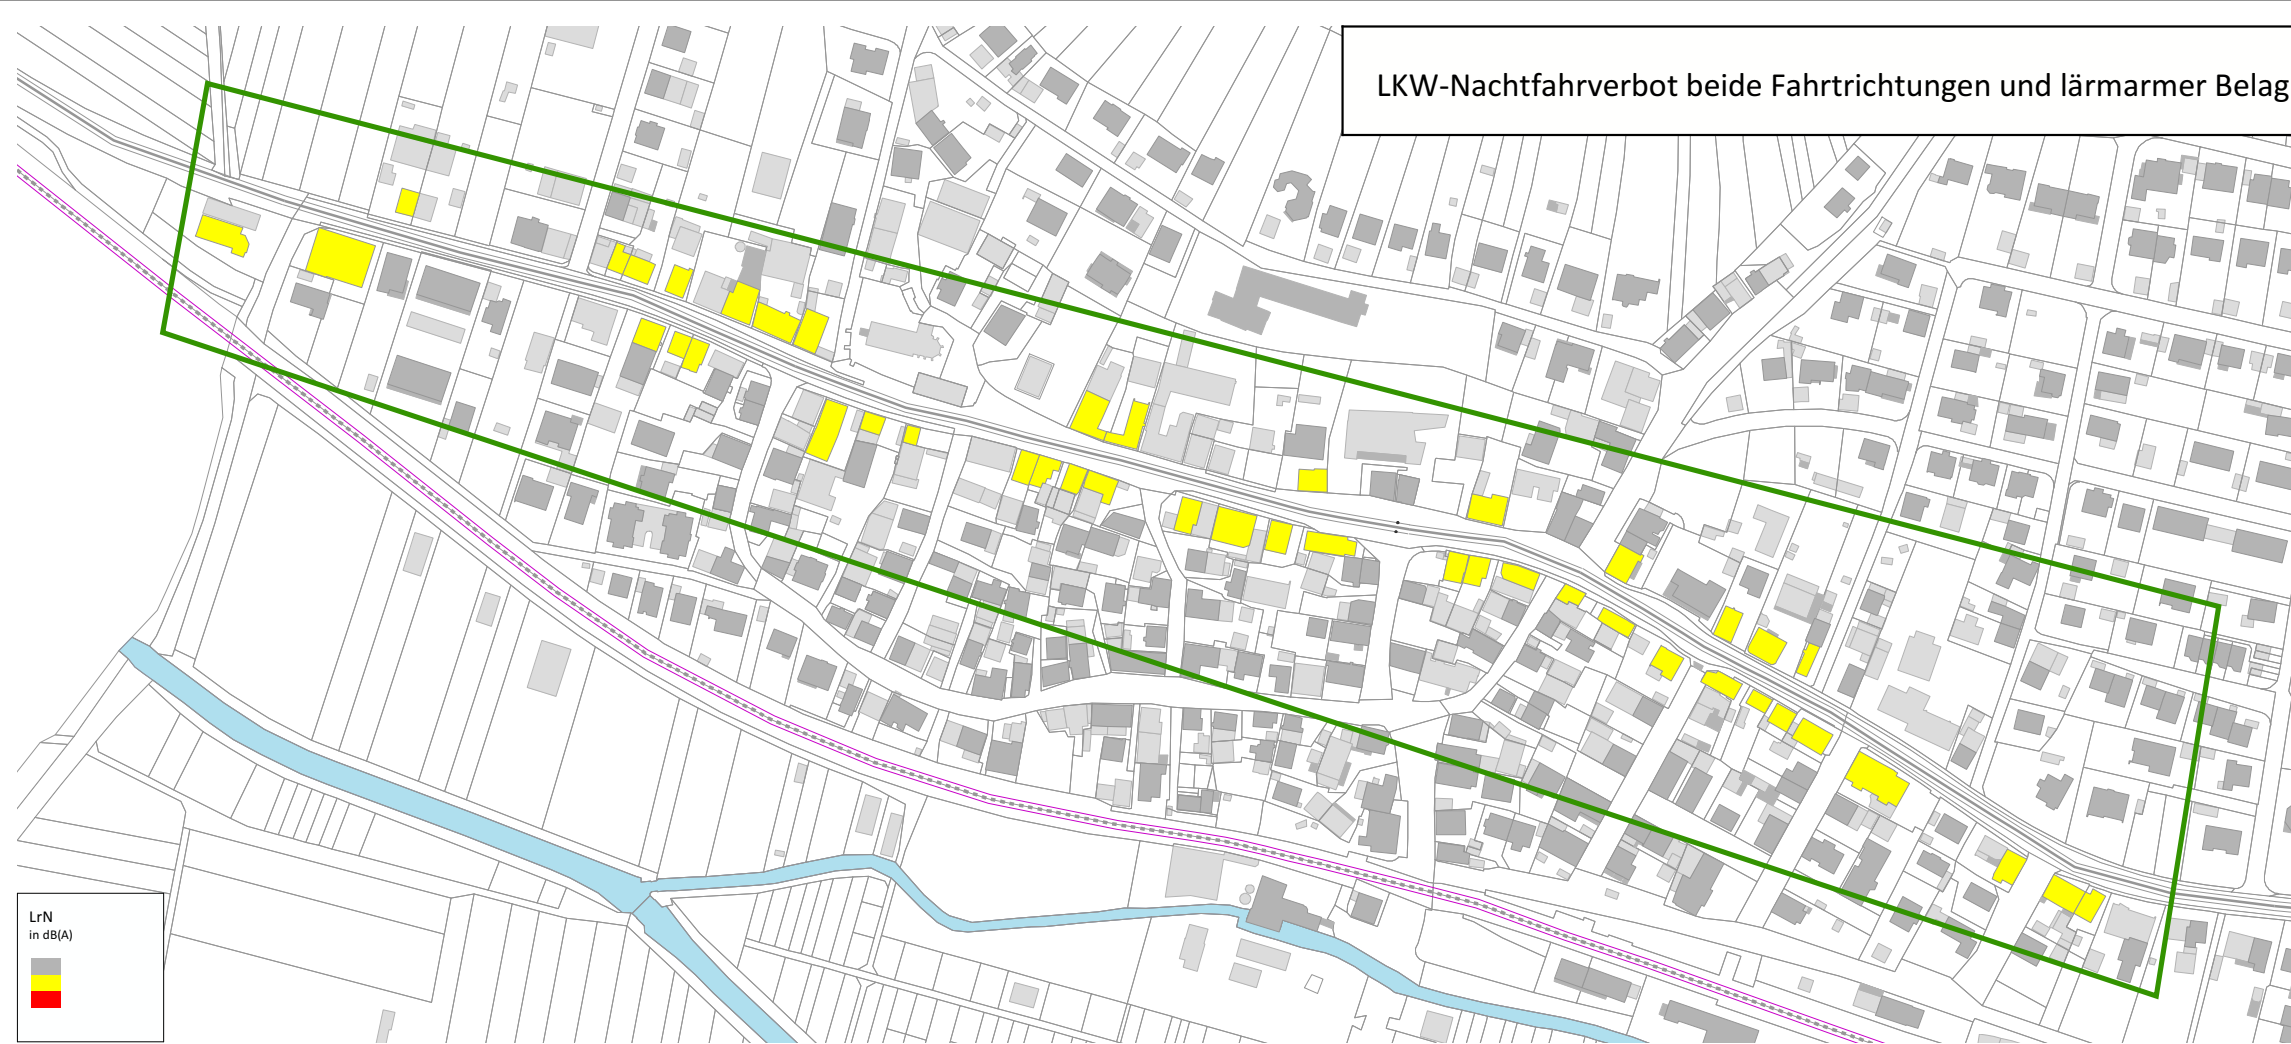 LKW-Nachtfahrverbot beide Fahrtrichtungen und lärmarmer Belag
LrN
in dB(A)